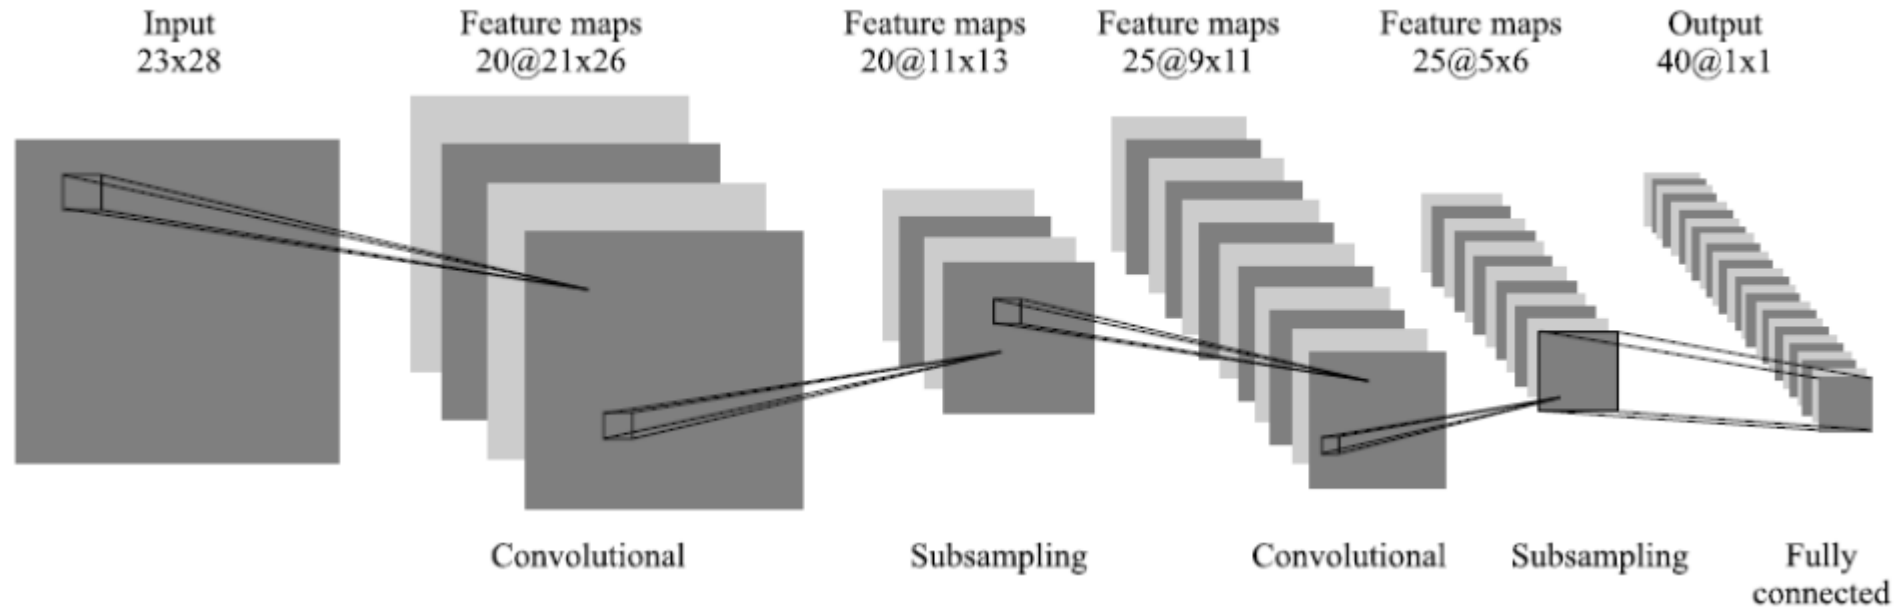 Input
23x28
Feature maps
20@21x26
Feature maps
20@11x13
Feature maps
25@9x11
Feature maps
25@5x6
Output
40@1x1
Convolutional
Subsampling
Convolutional
Subsampling
Fully
connected